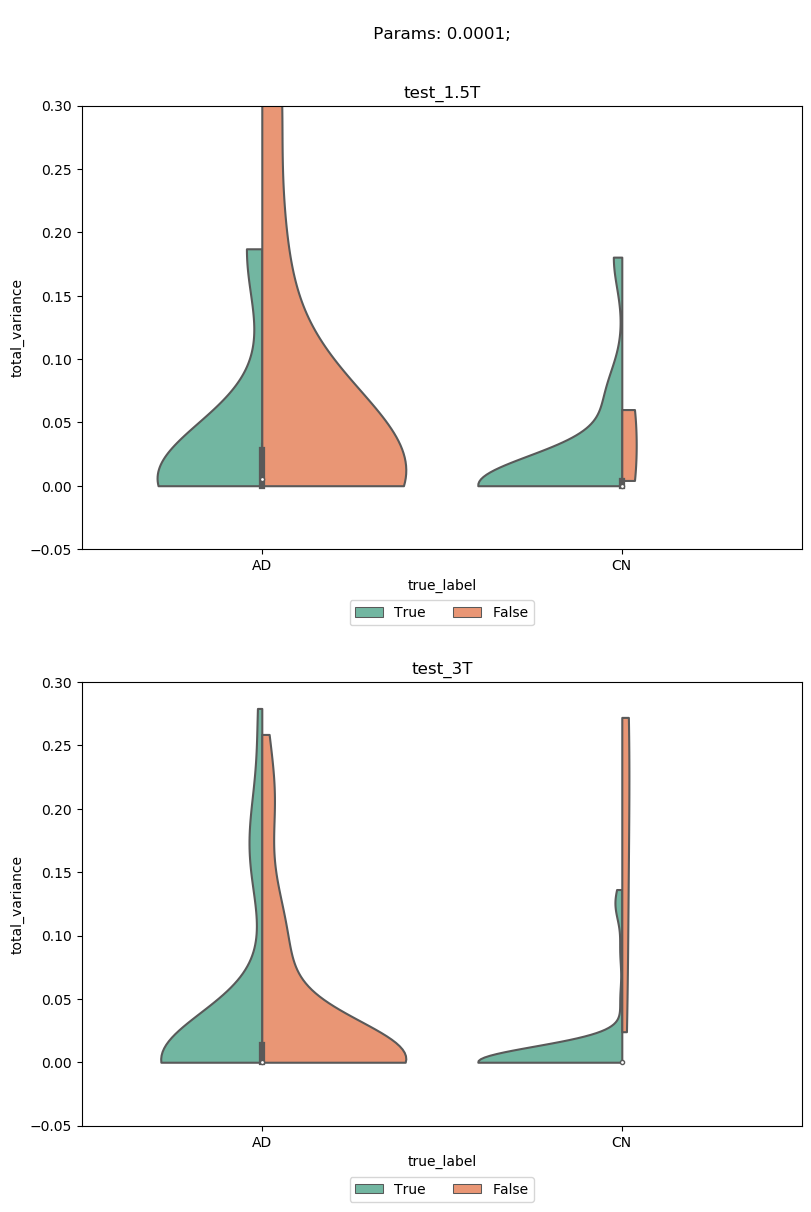 Params: 0.0001;
test_1.5T
0.30
0.25
0.20
0.15
0.10
0.05
0.00
−0.05
total_variance
AD CN
true_label
True False
test_3T
0.30
0.25
0.20
0.15
0.10
0.05
0.00
−0.05
total_variance
AD CN
true_label
True False